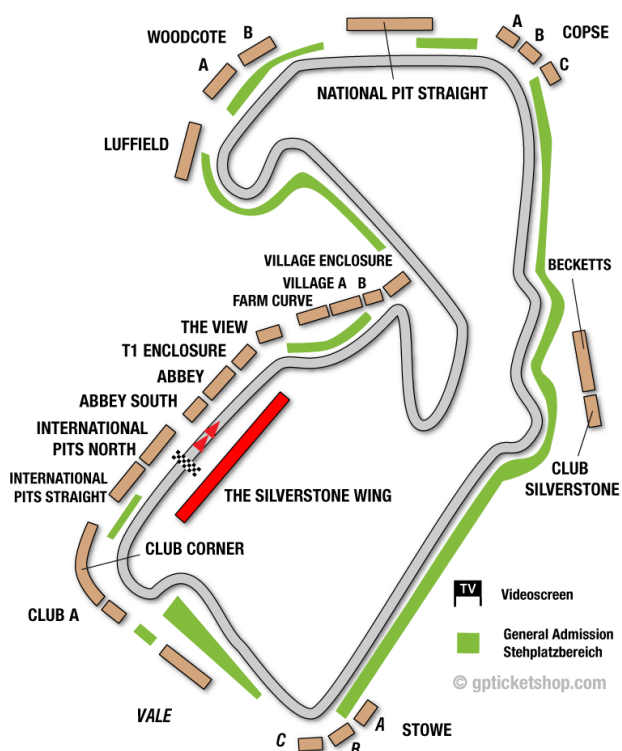 A
B
COPSE
C
WOODCOTE
B
A
NATIONAL PIT STRAIGHT
LUFFIELD
VILLAGE ENCLOSURE
BECKETTS
VILLAGE A
B
FARM CURVE
THE VIEW
T1 ENCLOSURE
ABBEY
ABBEY SOUTH
INTERNATIONAL
PITS NORTH
INTERNATIONAL
PITS STRAIGHT
CLUB
SILVERSTONE
THE SILVERSTONE WING
CLUB CORNER
TV
Videoscreen
CLUB A
General Admission
Stehplatzbereich
© gpticketshop.com
VALE
A
STOWE
C
B